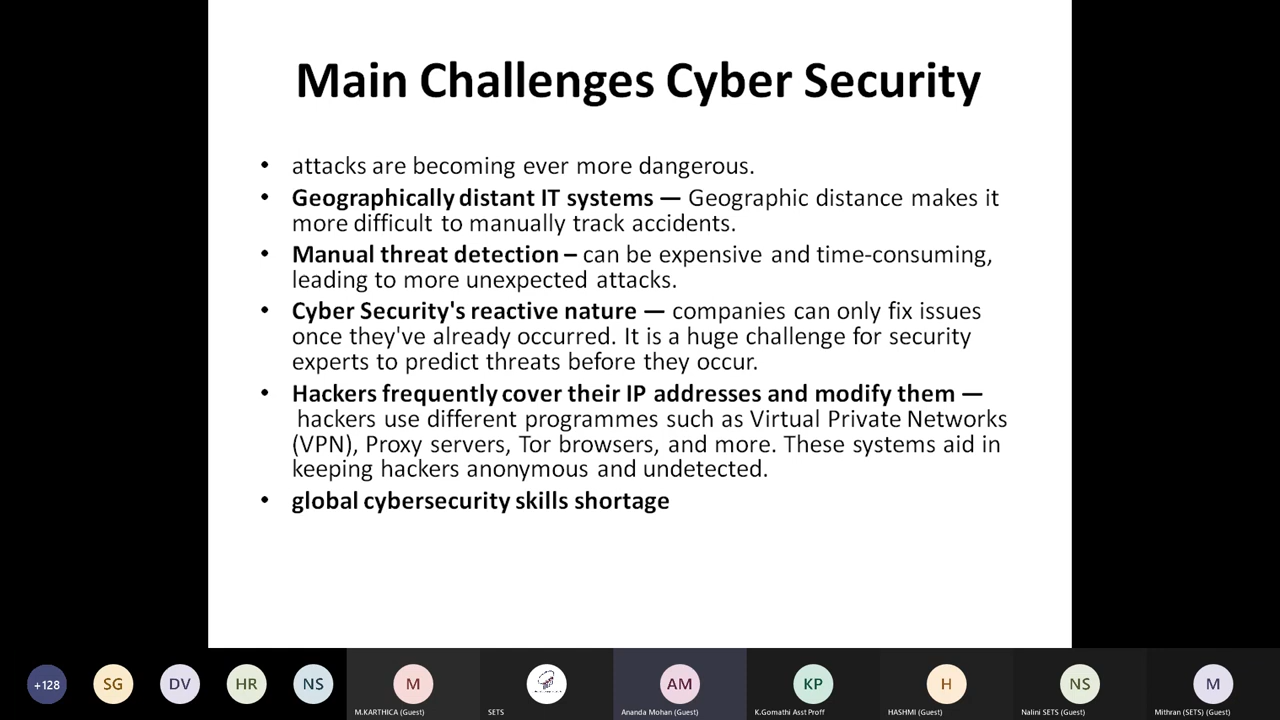 Main Challenges Cyber Security
• attacks are becoming ever more dangerous.
• Geographically distant IT systems — Geographic distance makes it
more difficult to manually track accidents.
• Manual threat detection – can be expensive and time-consuming,
leading to more unexpected attacks.
• Cyber Security's reactive nature — companies can only fix issues
once they've already occurred. It is a huge challenge for security
experts to predict threats before they occur.
• Hackers frequently cover their IP addresses and modify them —
hackers use different programmes such as Virtual Private Networks
(VPN), Proxy servers, Tor browsers, and more. These systems aid in
keeping hackers anonymous and undetected.
• global cybersecurity skills shortage
+128 SG DV HR NS M AM KP H NS M
M.KARTHICA (Guest) SETS Ananda Mohan (Guest) K.Gomathi Asst Proff HASHMI (Guest) Nalini SETS (Guest) Mithran (SETS) (Guest)